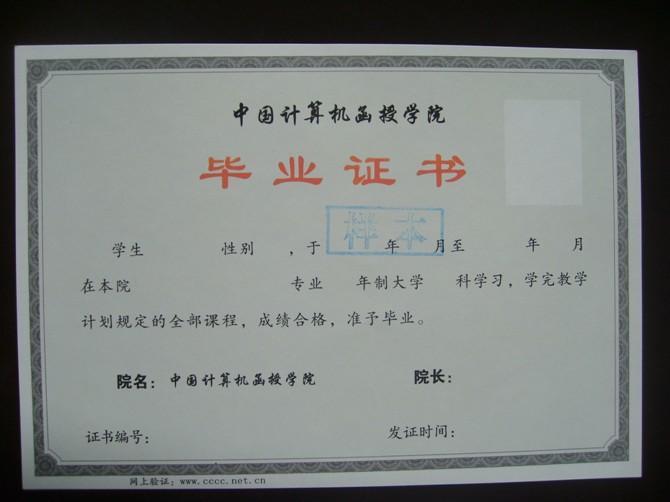 中国计算机函授学院
毕业证书
样本
学生 性别 ,于 年 月至 年 月
在本院 专业 年制大学 科学习，学完教学
计划规定的全部课程，成绩合格，准予毕业。
院名：中国计算机函授学院 院长：
证书编号： 发证时间：
网上验证：www.cccc.net.cn